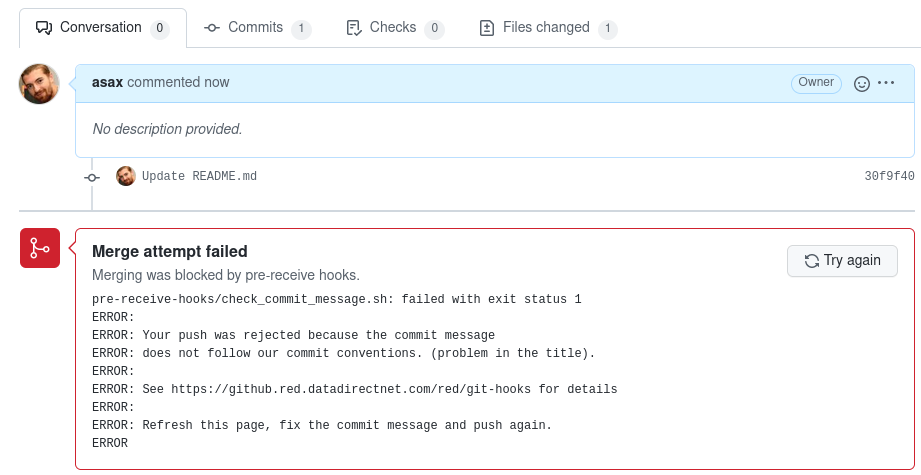 Conversation 0 Commits 1 Checks 0 Files changed 1
asax commented now Owner
No description provided.
Update README.md 30f9f40
Merge attempt failed
Try again
Merging was blocked by pre-receive hooks.
pre-receive-hooks/check_commit_message.sh: failed with exit status 1
ERROR:
ERROR: Your push was rejected because the commit message
ERROR: does not follow our commit conventions. (problem in the title).
ERROR:
ERROR: See https://github.red.datadirectnet.com/red/git-hooks for details
ERROR:
ERROR: Refresh this page, fix the commit message and push again.
ERROR